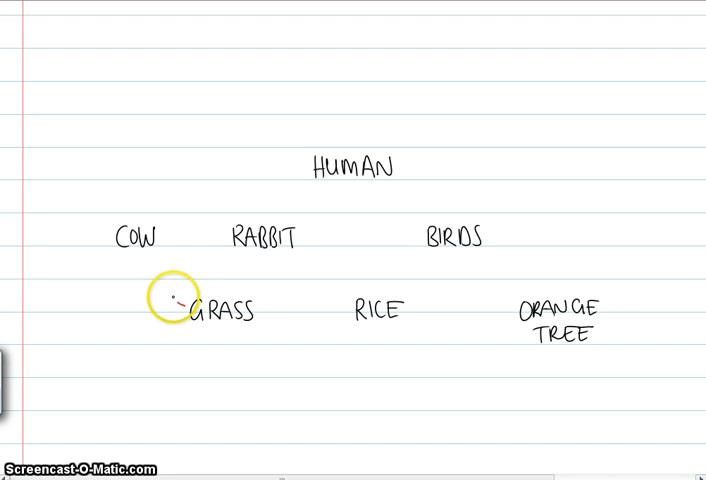 HUMAN
COW RABBIT BIRDS
GRASS RICE ORANGE
TREE
Screencast-O-Matic.com